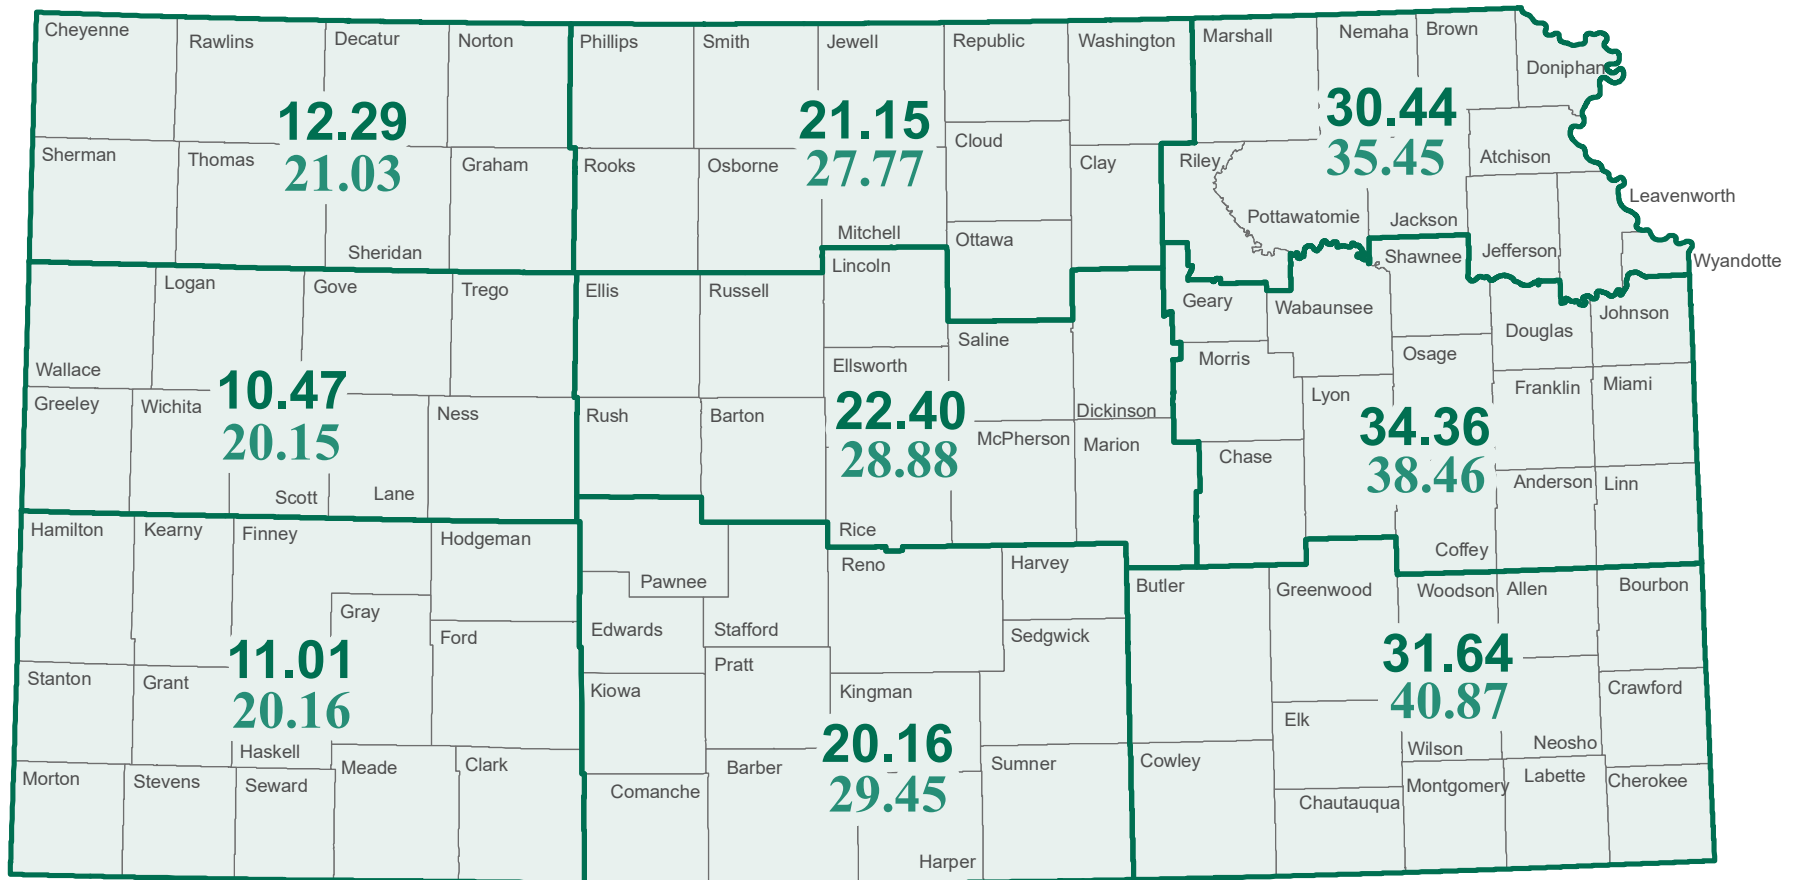 Cheyenne
Rawlins
Decatur
Norton
Phillips
Smith
Jewell
Republic
Washington
Marshall
Nemaha
Brown
Doniphan
12.29
21.03
21.15
27.77
30.44
35.45
Sherman
Thomas
Graham
Rooks
Osborne
Cloud
Clay
Riley
Atchison
Leavenworth
Sheridan
Mitchell
Ottawa
Pottawatomie
Jackson
Jefferson
Wyandotte
Lincoln
Shawnee
Logan
Gove
Trego
Ellis
Russell
Saline
Geary
Wabaunsee
Douglas
Johnson
Wallace
Ellsworth
Morris
Osage
Greeley
Wichita
10.47
20.15
Ness
Rush
Barton
22.40
28.88
Dickinson
McPherson
Marion
Lyon
34.36
38.46
Franklin
Miami
Chase
Scott
Lane
Anderson
Linn
Hamilton
Kearny
Finney
Hodgeman
Rice
Coffey
Pawnee
Reno
Harvey
Butler
Greenwood
Woodson
Allen
Bourbon
Gray
Ford
Edwards
Stafford
Sedgwick
11.01
20.16
31.64
40.87
Stanton
Grant
Kiowa
Pratt
Kingman
Crawford
Elk
Haskell
20.16
29.45
Wilson
Neosho
Morton
Stevens
Seward
Meade
Clark
Comanche
Barber
Sumner
Cowley
Chautauqua
Montgomery
Labette
Cherokee
Harper